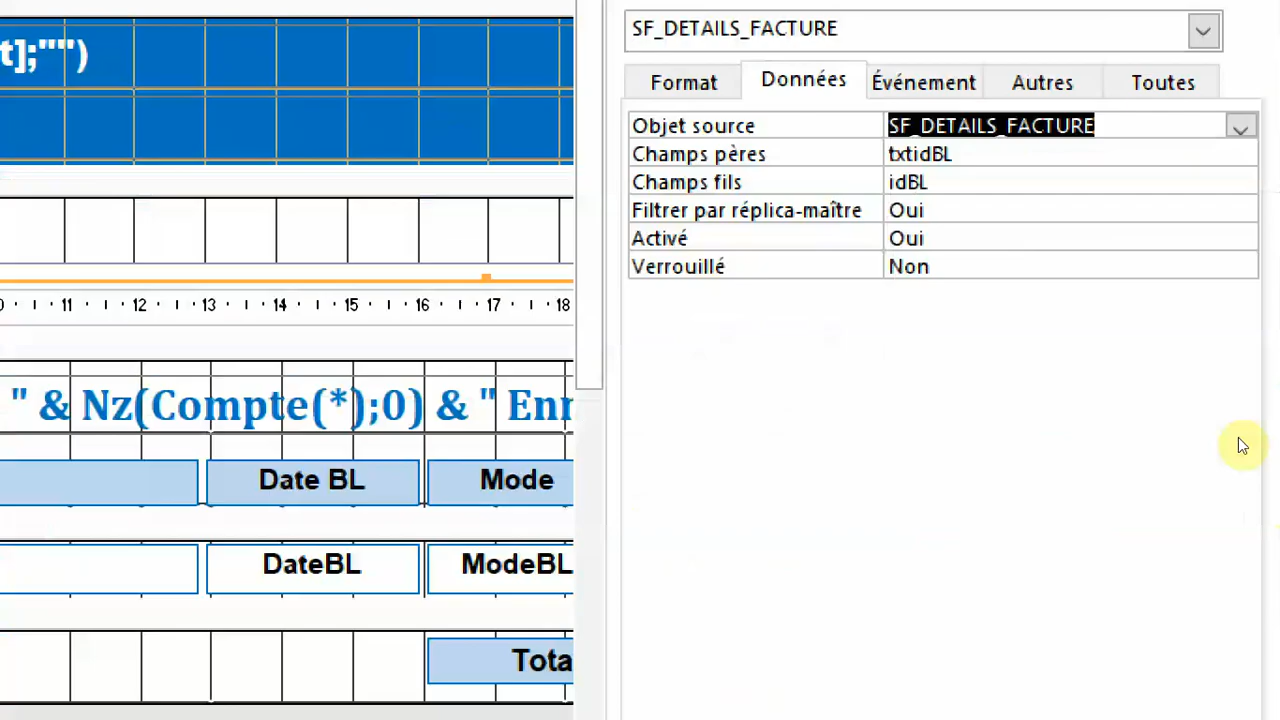 t];"")
10 11 12 13 14 15 16 17 18
" & Nz(Compte(*);0) & " Enr
Date BL Mode
DateBL ModeBL
Tota
SF_DETAILS_FACTURE
Format Données Événement Autres Toutes
Objet source SF_DETAILS_FACTURE
Champs pères txtidBL
Champs fils idBL
Filtrer par réplica-maître Oui
Activé Oui
Verrouillé Non